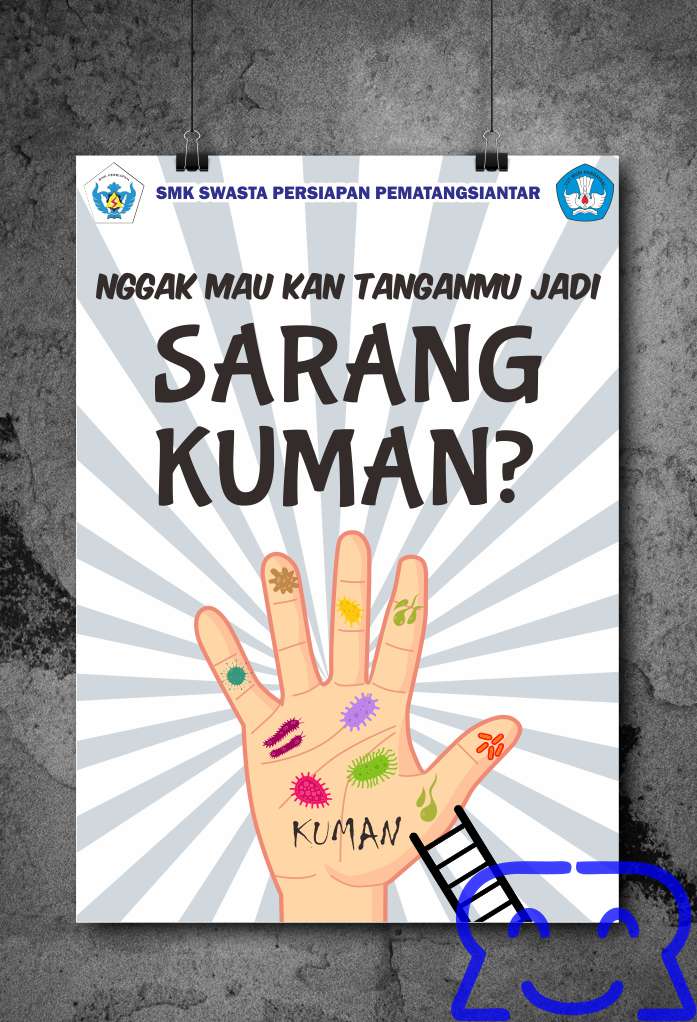 SMK SWASTA PERSIAPAN PEMATANGSIANTAR
NGGAK MAU KAN TANGANMU JADI
SARANG
KUMAN?
KUMAN